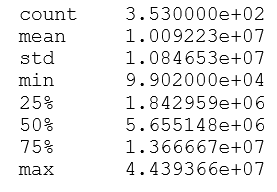 count 3.530000e+02
mean 1.009223e+07
std 1.084653e+07
min 9.902000e+04
25% 1.842959e+06
50% 5.655148e+06
75% 1.366667e+07
max 4.439366e+07